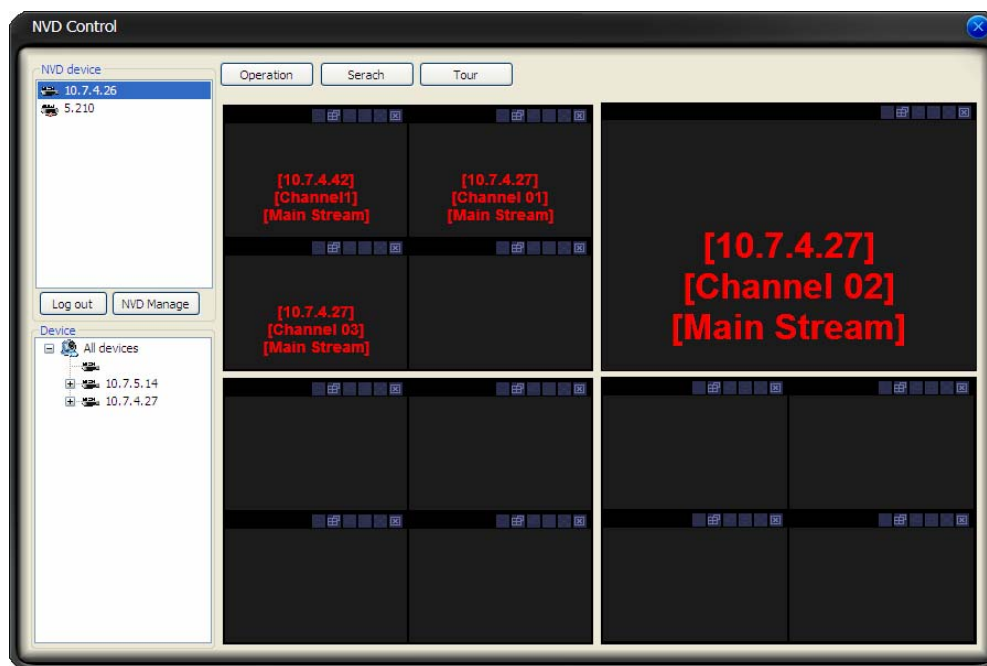 NVD Control
NVD device
10.7.4.26
5.210
Log out
NVD Manage
Device
All devices
10.7.5.14
10.7.4.27
Operation
Serach
Tour
[10.7.4.42]
[Channel1]
[Main Stream]
[10.7.4.27]
[Channel 01]
[Main Stream]
[10.7.4.27]
[Channel 03]
[Main Stream]
[10.7.4.27]
[Channel 02]
[Main Stream]